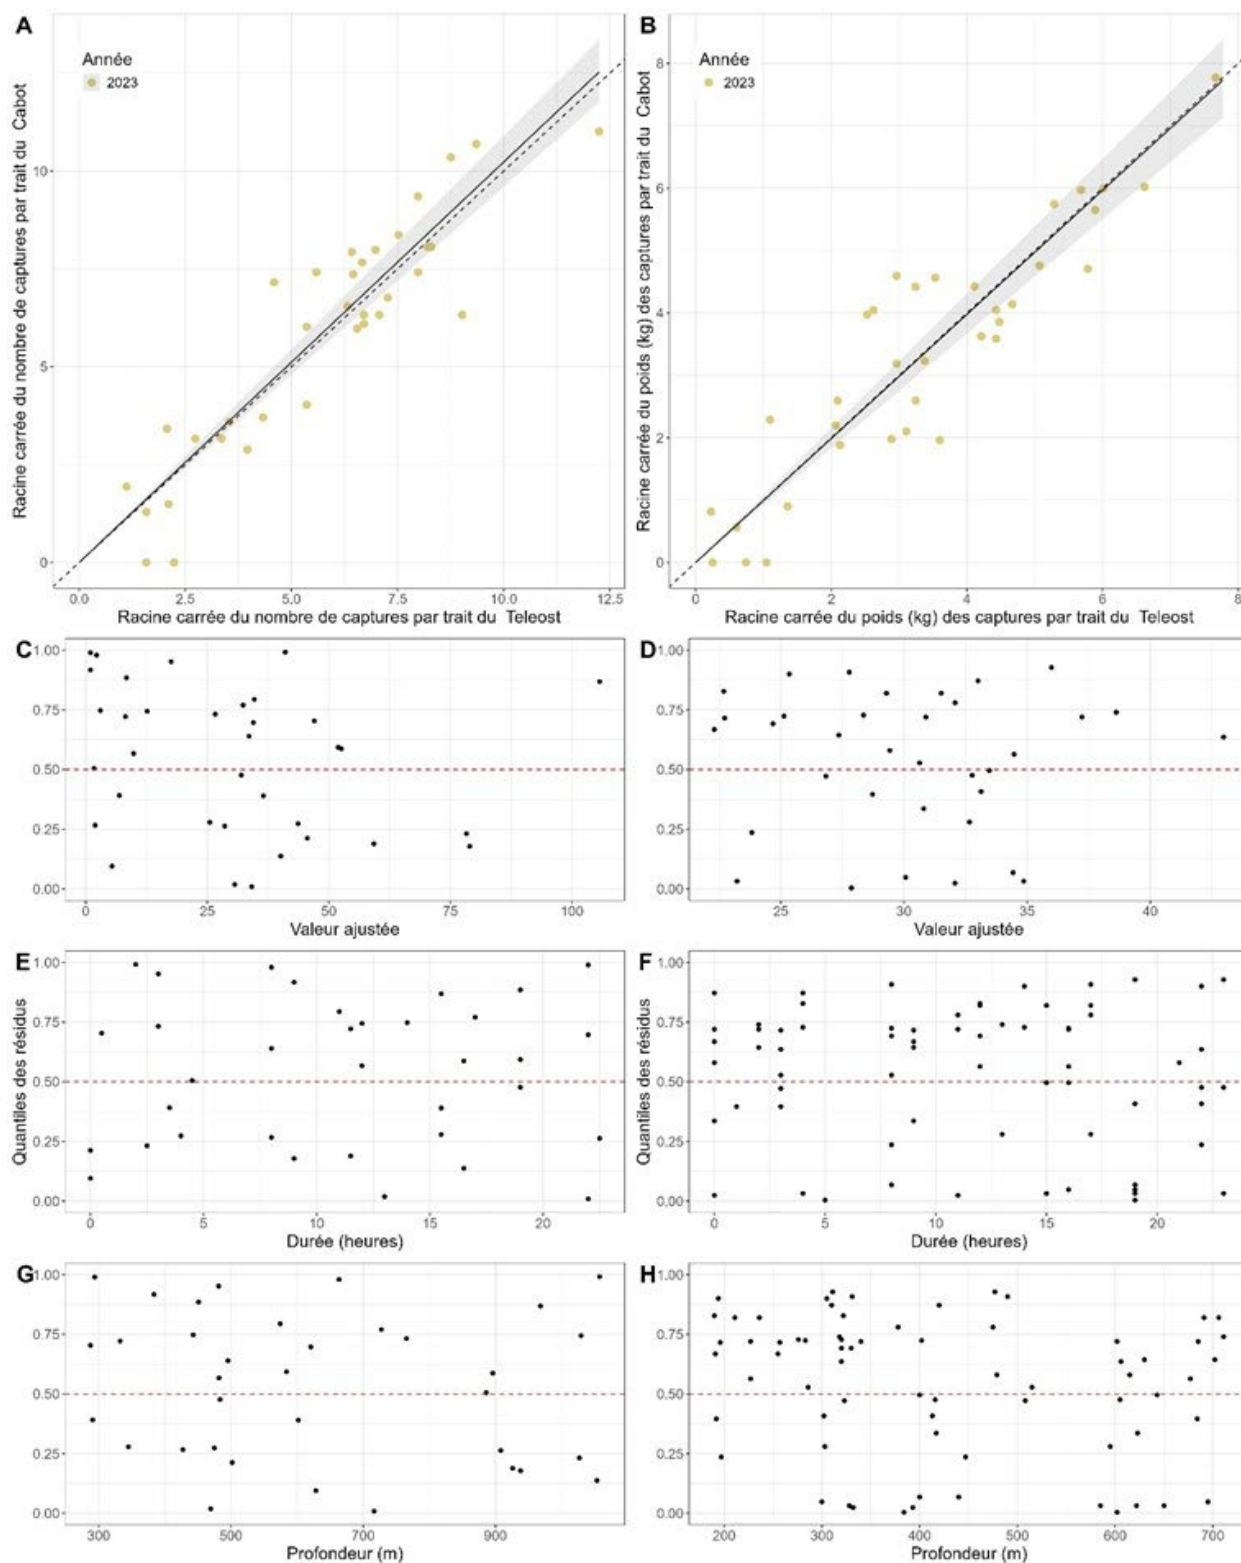 A
B
Année
2023
Année
2023
Racine carrée du nombre de captures par trait du Cabot
Racine carrée du poids (kg) des captures par trait du Cabot
10
5
0
8
6
4
2
0
0.0 2.5 5.0 7.5 10.0 12.5
0 2 4 6 8
Racine carrée du nombre de captures par trait du Teleost
Racine carrée du poids (kg) des captures par trait du Teleost
C
D
1.00
0.75
0.50
0.25
0.00
1.00
0.75
0.50
0.25
0.00
0 25 50 75 100
25 30 35 40
Valeur ajustée
Valeur ajustée
E
F
Quantiles des résidus
Quantiles des résidus
1.00
0.75
0.50
0.25
0.00
1.00
0.75
0.50
0.25
0.00
0 5 10 15 20
0 5 10 15 20
Durée (heures)
Durée (heures)
G
H
1.00
0.75
0.50
0.25
0.00
1.00
0.75
0.50
0.25
0.00
300 500 700 900
200 300 400 500 600 700
Profondeur (m)
Profondeur (m)